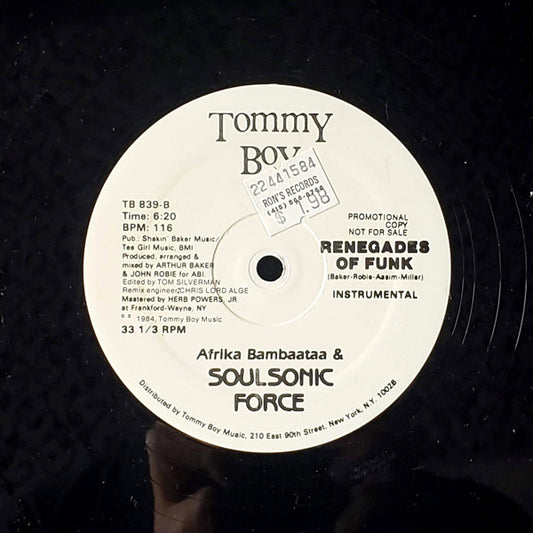 TOMMY
BOY
22441584
RON'S RECORDS
$ 1.98
TB 839-B
Time: 6:20
BPM: 116
Pub: Shakin' Baker Music/
Tee Girl Music, BMI
Produced, arranged &
mixed by ARTHUR BAKER
& JOHN ROBIE for ABI.
Edited by TOM SILVERMAN
Remix engineer; CHRIS LORD ALGE
Mastered by HERB POWERS, JR
at Frankford-Wayne, NY
© 1984, Tommy Boy Music
33 1/3 RPM
PROMOTIONAL
COPY
NOT FOR SALE
RENEGADES
OF FUNK
(Baker-Robie-Aasim-Miller)
INSTRUMENTAL
Afrika Bambaataa &
SOULSONIC
FORCE
Distributed by Tommy Boy Music, 210 East 90th Street, New York, N.Y. 10028